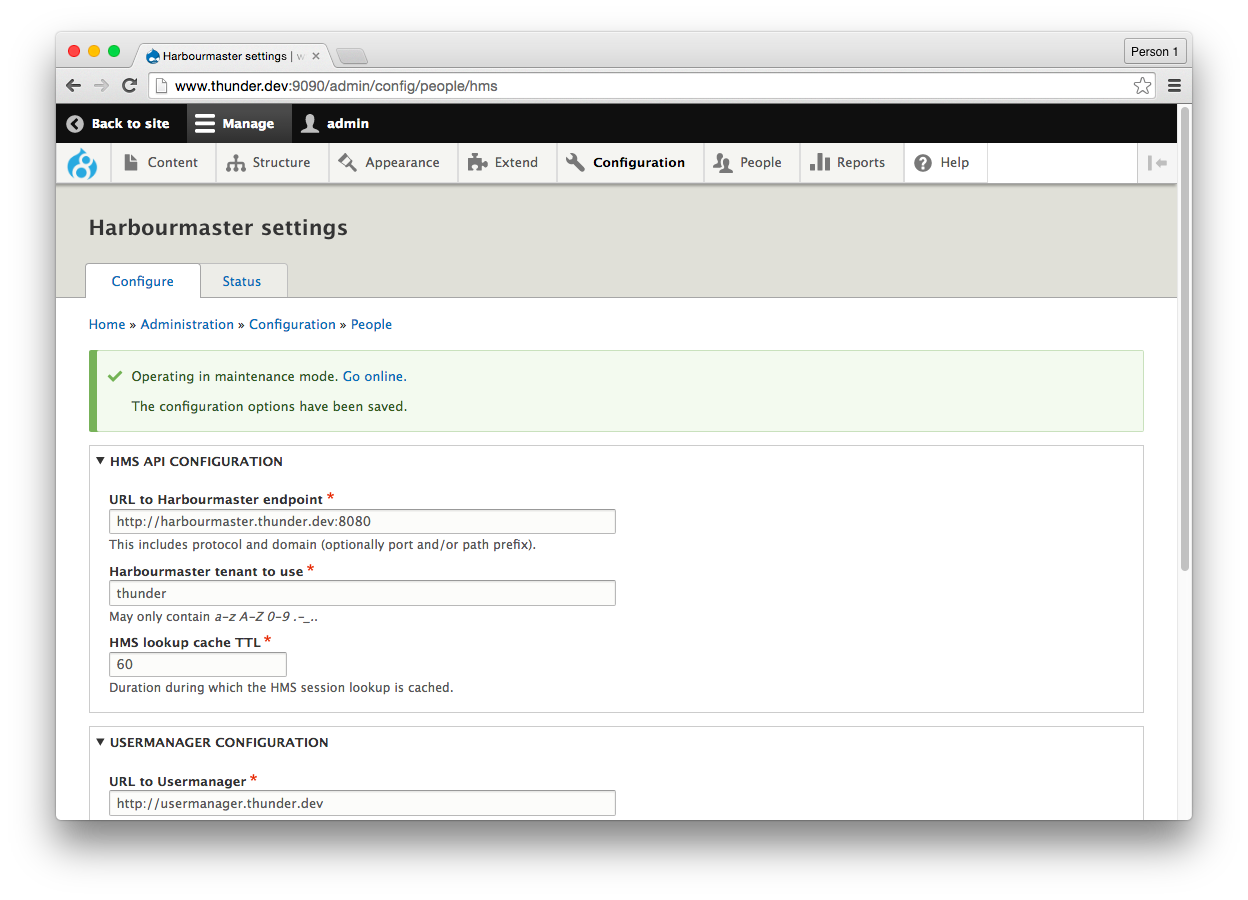 Harbourmaster settings |
Person 1
www.thunder.dev:9090/admin/config/people/hms
Back to site Manage admin
Content Structure Appearance Extend Configuration People Reports Help
Harbourmaster settings
Configure Status
Home » Administration » Configuration » People
Operating in maintenance mode. Go online.
The configuration options have been saved.
HMS API CONFIGURATION
URL to Harbourmaster endpoint *
http://harbourmaster.thunder.dev:8080
This includes protocol and domain (optionally port and/or path prefix).
Harbourmaster tenant to use *
thunder
May only contain a-z A-Z 0-9 .-_..
HMS lookup cache TTL *
60
Duration during which the HMS session lookup is cached.
USERMANAGER CONFIGURATION
URL to Usermanager *
http://usermanager.thunder.dev